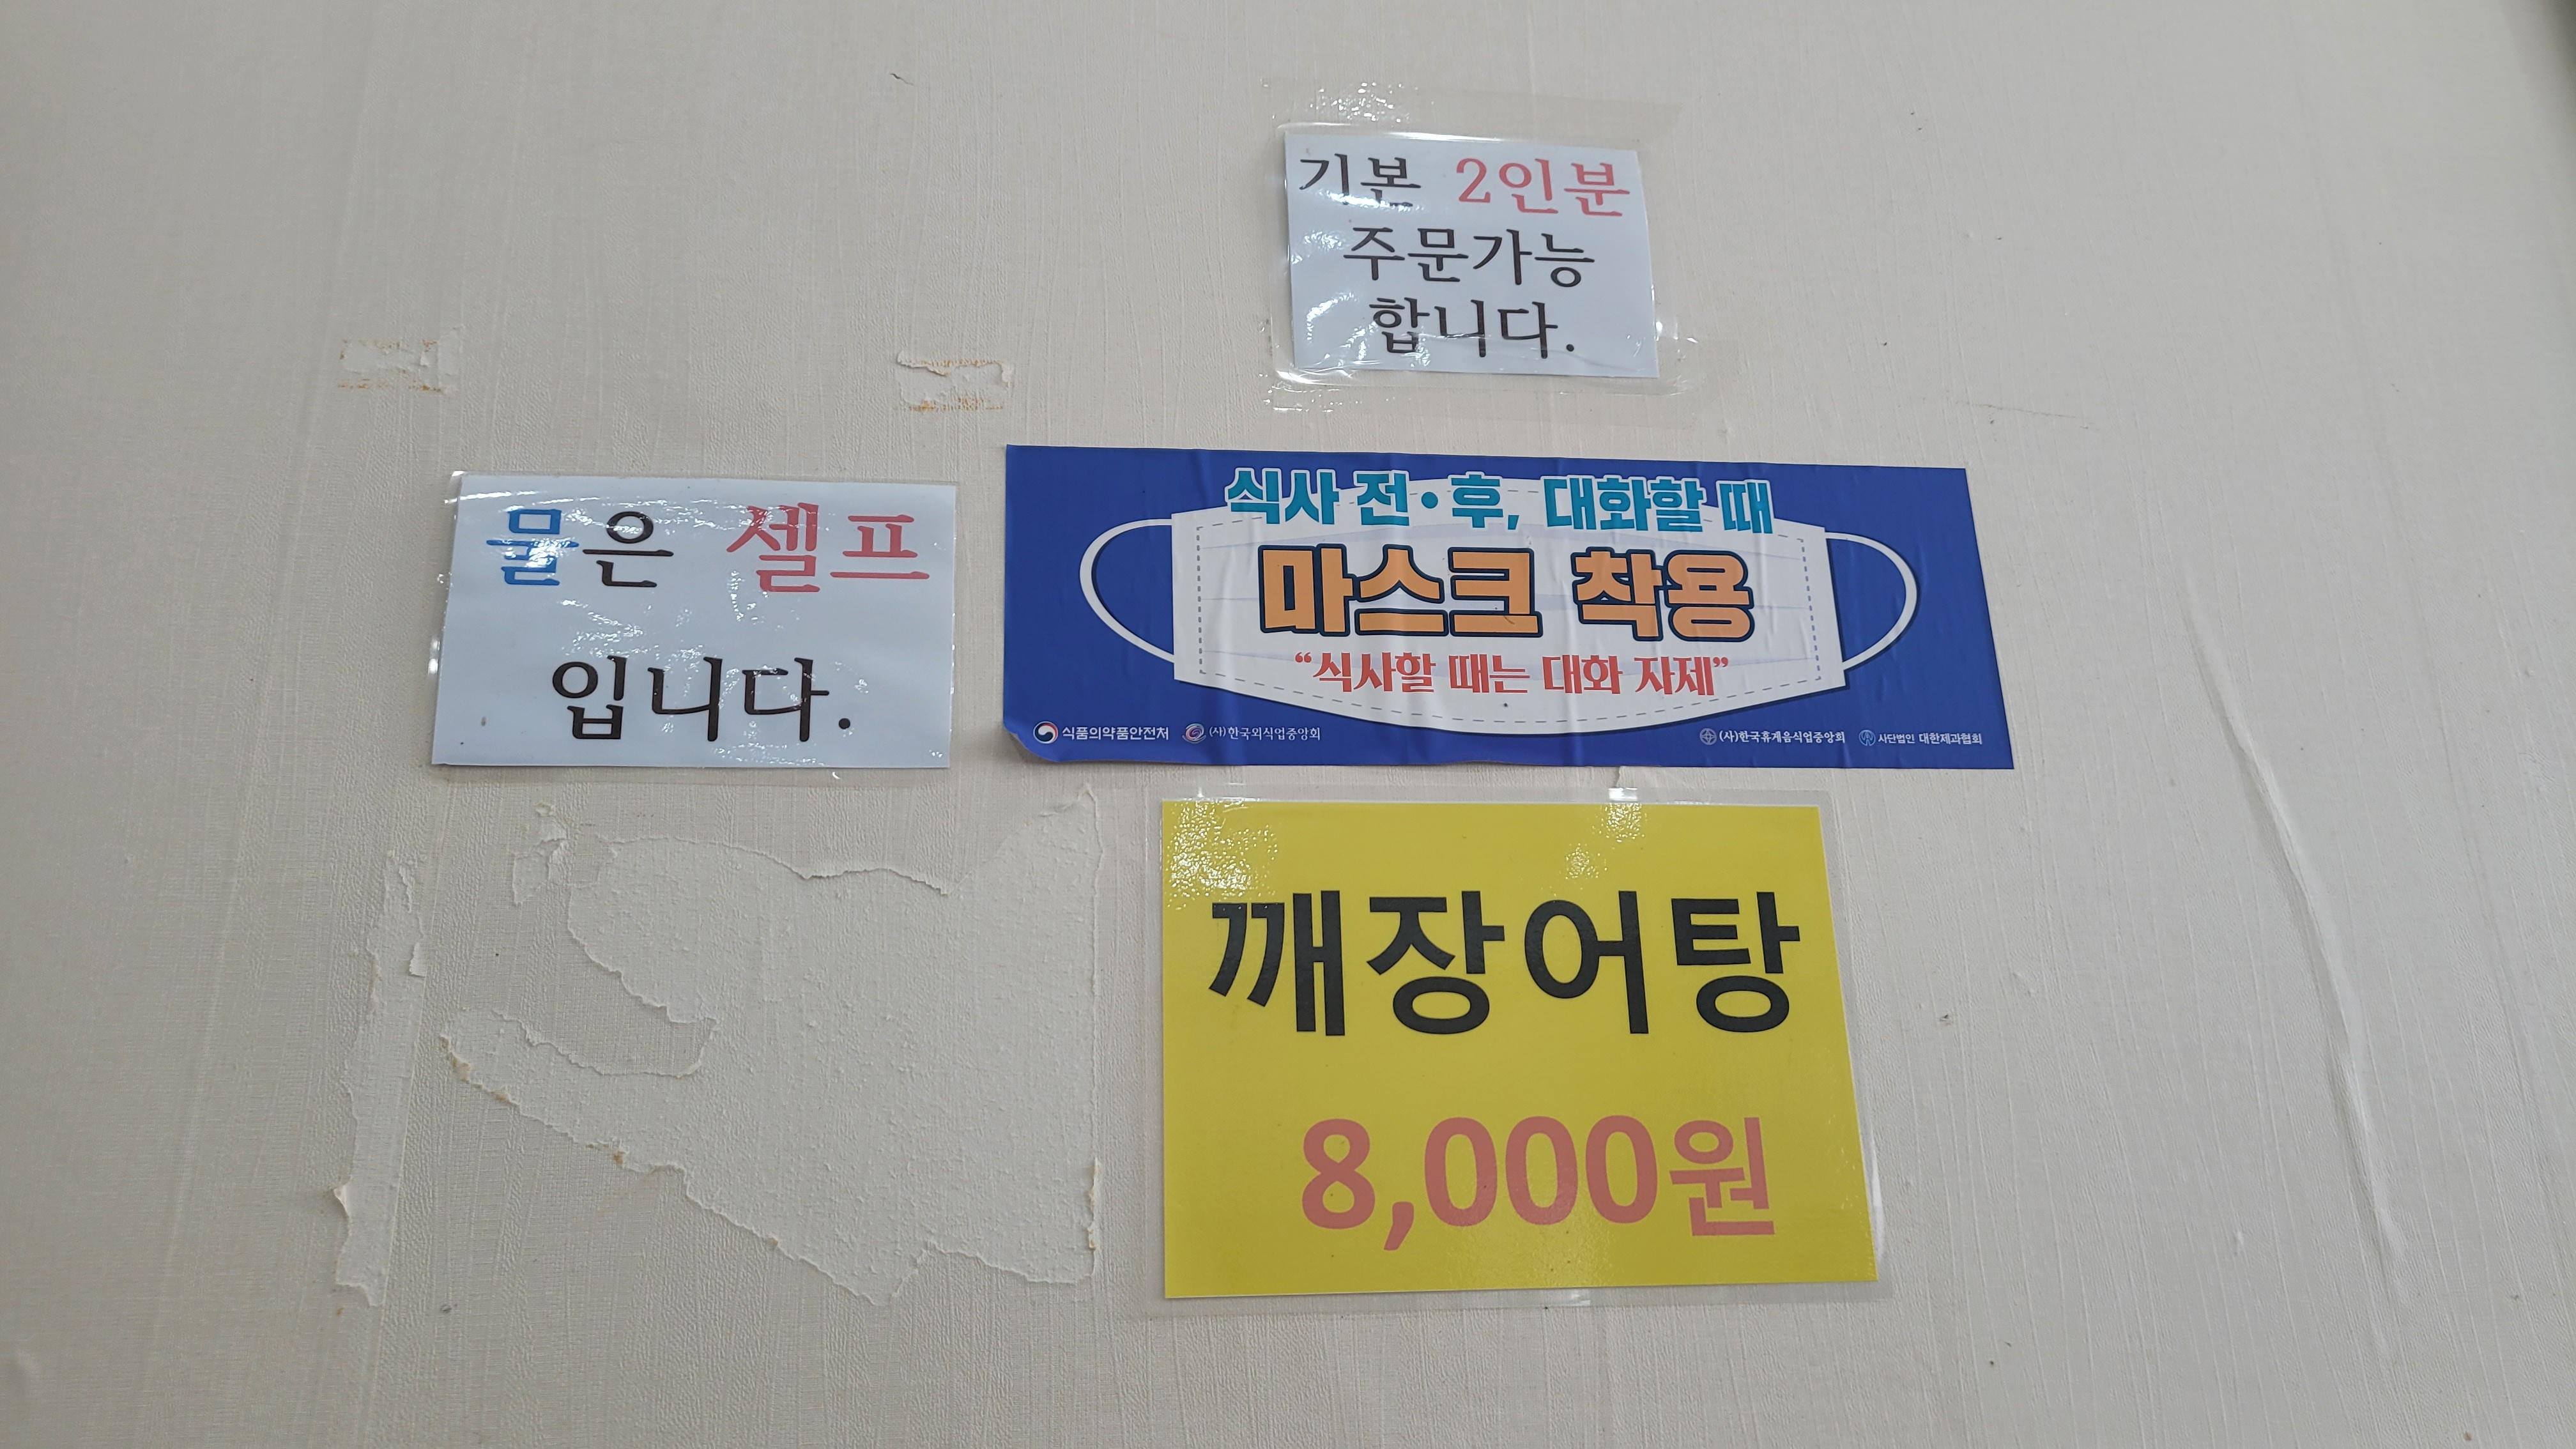 기본 2인분
주문가능
합니다.
물은 셀프
입니다.
식사 전•후, 대화할 때
마스크 착용
“식사할 때는 대화 자제”
식품의약품안전처 (사)한국외식업중앙회 (사)한국휴게음식업중앙회 사단법인 대한제과협회
깨장어탕
8,000원